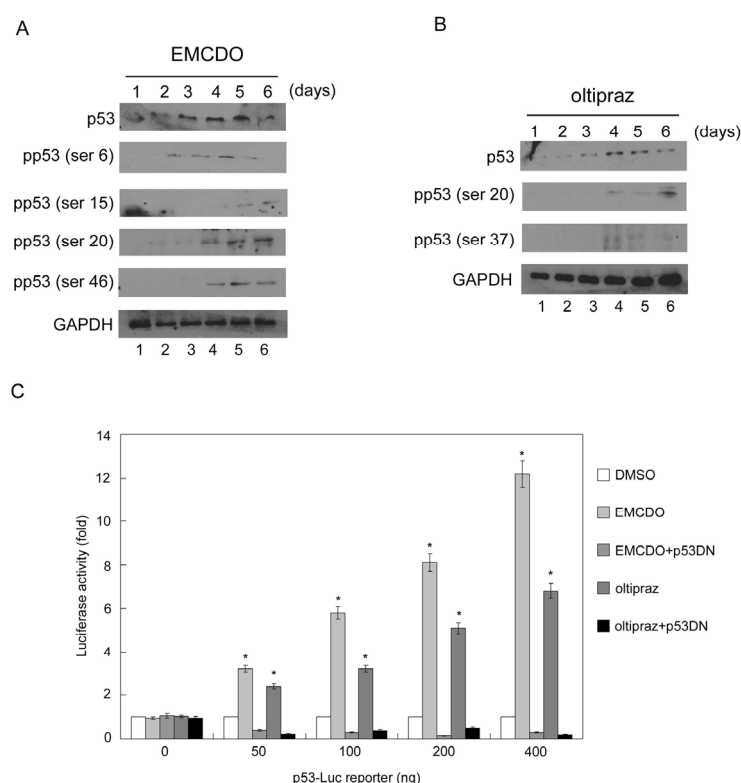 A
EMCDO
1 2 3 4 5 6 (days)
p53
pp53 (ser 6)
pp53 (ser 15)
pp53 (ser 20)
pp53 (ser 46)
GAPDH
1 2 3 4 5 6
B
oltipraz
1 2 3 4 5 6 (days)
p53
pp53 (ser 20)
pp53 (ser 37)
GAPDH
1 2 3 4 5 6
C
14
12
10
8
6
4
2
0
Luciferase activity (fold)
* *
* *
* *
* *
0 50 100 200 400
p53-Luc reporter (ng)
DMSO
EMCDO
EMCDO+p53DN
oltipraz
oltipraz+p53DN